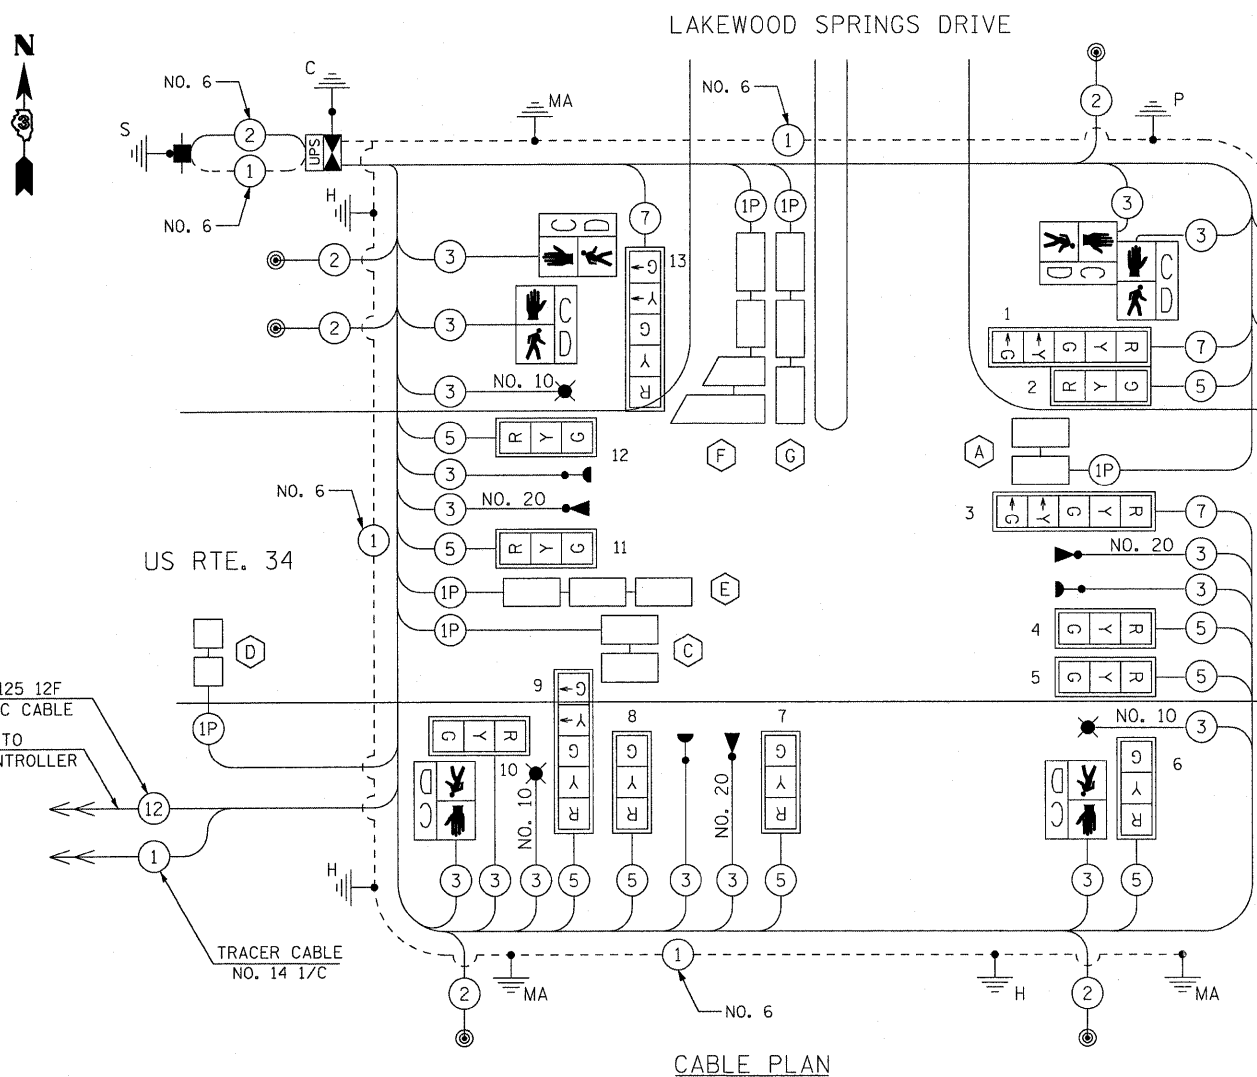 LAKEWOOD SPRINGS DRIVE
N
3
NO. 6
C
MA
NO. 6
P
S
2
UPS
1
2
1
H
NO. 6
7
1P
1P
3
2
3
C D
13
G
Y
G
Y
R
3
D C
C D
2
3
C D
1
G Y G Y R
7
3
NO. 10
2
R Y G
5
5
R Y G
12
F
G
A
1P
3
NO. 6
3
NO. 20
3
G Y G Y R
7
1
5
R Y G
11
NO. 20
3
US RTE. 34
1P
E
3
1P
C
4
G Y R
5
D
5
G Y R
5
125 12F
C CABLE
TO
NTROLLER
1P
9
G
Y
G
Y
R
8
G
Y
R
7
G
Y
R
NO. 10
3
G Y R
10
D C
NO. 10
NO. 20
D C
6
G
Y
R
12
1
3
3
3
5
5
3
3
5
3
5
H
TRACER CABLE
NO. 14 1/C
2
MA
1
NO. 6
H
2
MA
CABLE PLAN